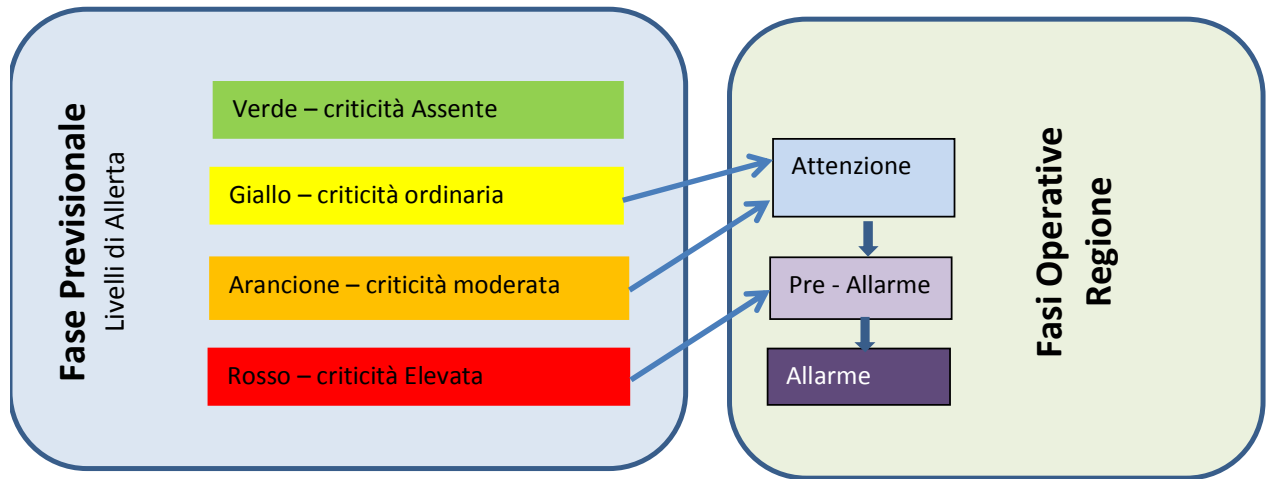 Fase Previsionale
Livelli di Allerta
Verde – criticità Assente
Giallo – criticità ordinaria
Arancione – criticità moderata
Rosso – criticità Elevata
Attenzione
Pre - Allarme
Allarme
Fasi Operative
Regione